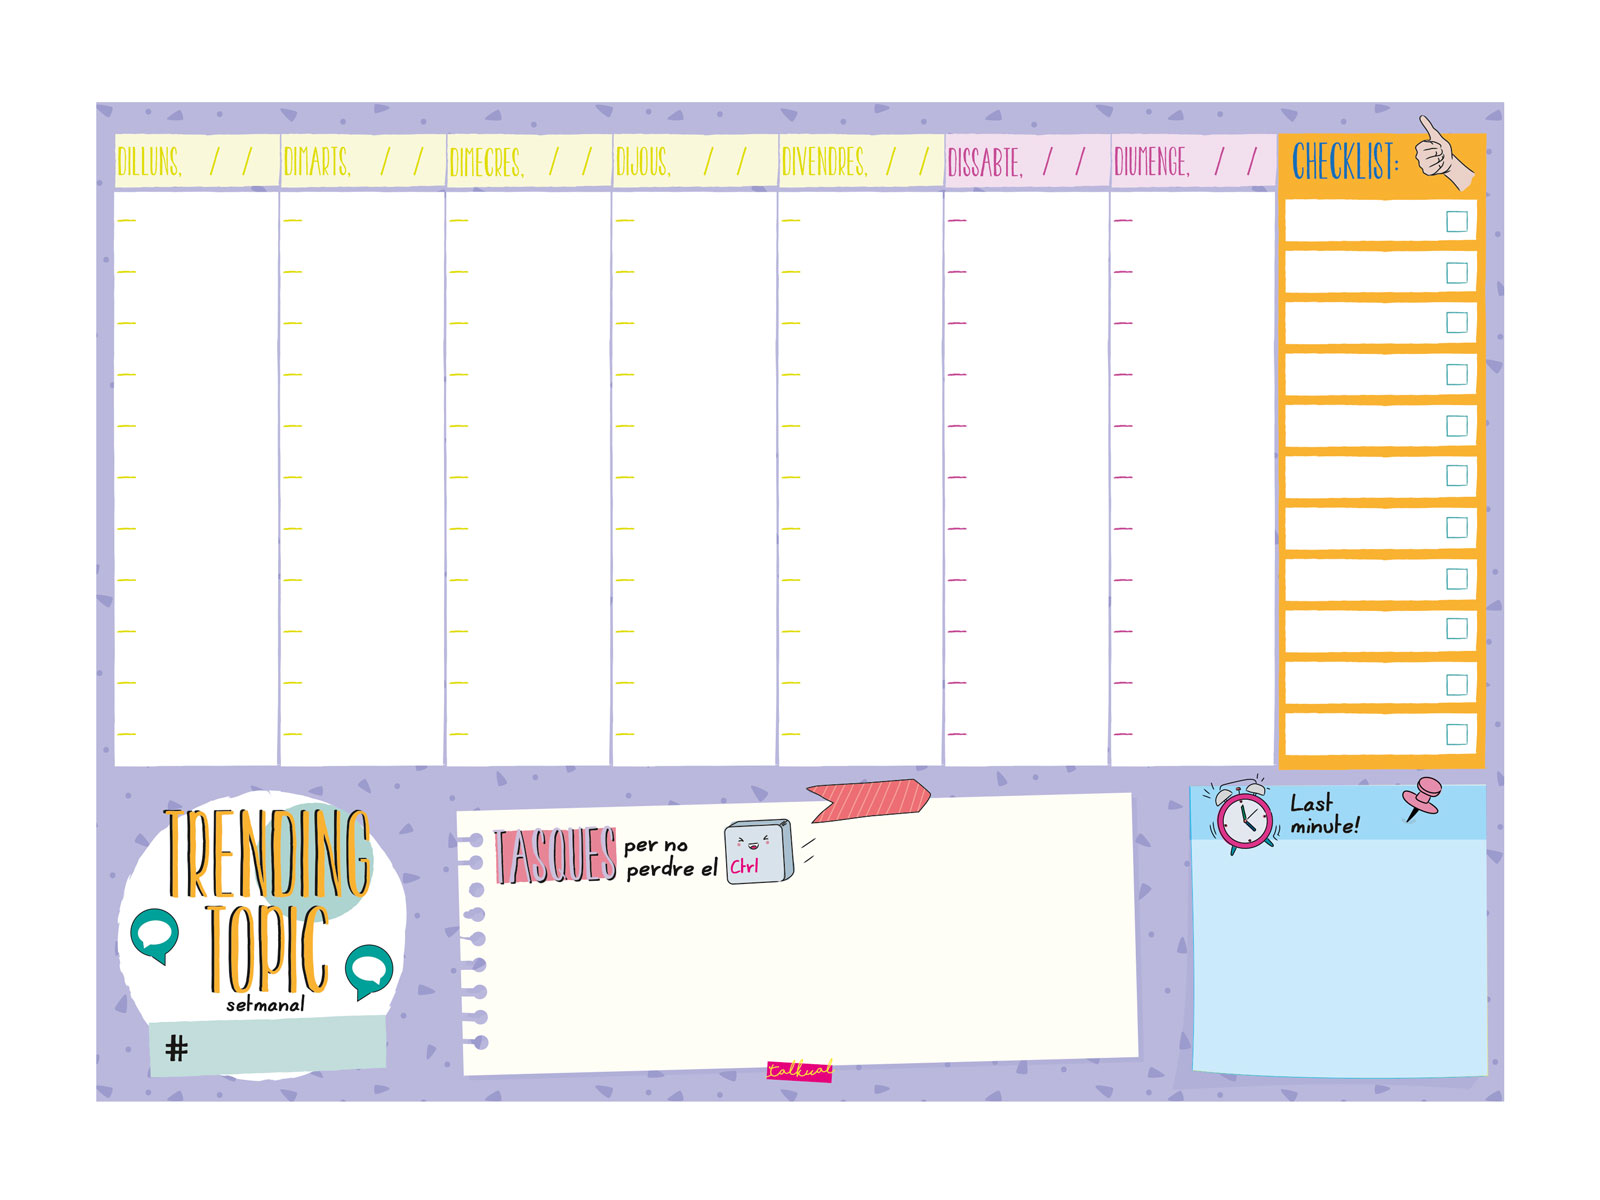 DILLUNS, / / DIMARTS, / / DIMECRES, / / DIJOUS, / / DIVENDRES, / / DISSABTE, / / DIUMENGE, / / CHECKLIST:
TRENDING
TOPIC
setmanal
#
TASQUES per no
perdre el Ctrl
talkual
Last
minute!